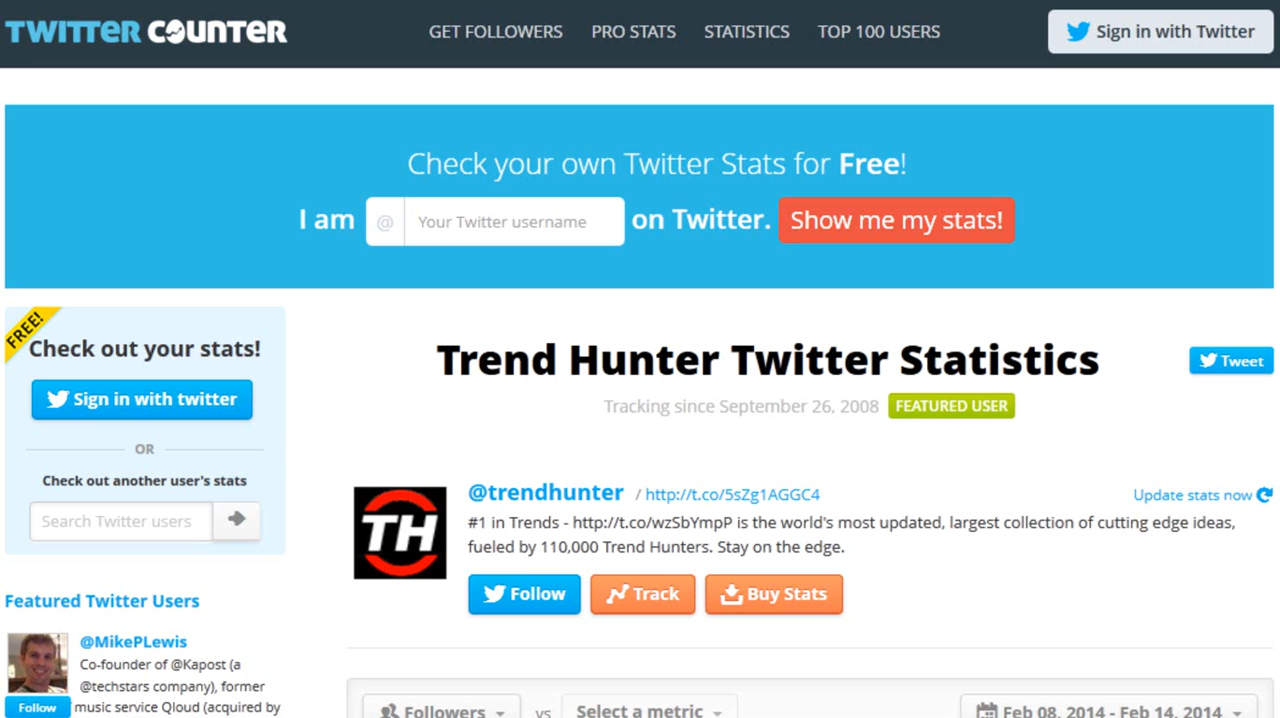 TWITTER COUNTER
GET FOLLOWERS PRO STATS STATISTICS TOP 100 USERS
Sign in with Twitter
Check your own Twitter Stats for Free!
I am @ Your Twitter username on Twitter. Show me my stats!
FREE!
Check out your stats!
Sign in with twitter
OR
Check out another user's stats
Search Twitter users
Featured Twitter Users
@MikePLewis
Co-founder of @Kapost (a
@techstars company), former
Follow music service Qloud (acquired by
Trend Hunter Twitter Statistics
Tweet
Tracking since September 26, 2008 FEATURED USER
TH
@trendhunter / http://t.co/5sZg1AGGC4
Update stats now
#1 in Trends - http://t.co/wzSbYmpP is the world's most updated, largest collection of cutting edge ideas,
fueled by 110,000 Trend Hunters. Stay on the edge.
Follow Track Buy Stats
Followers vs Select a metric Feb 08, 2014 - Feb 14, 2014